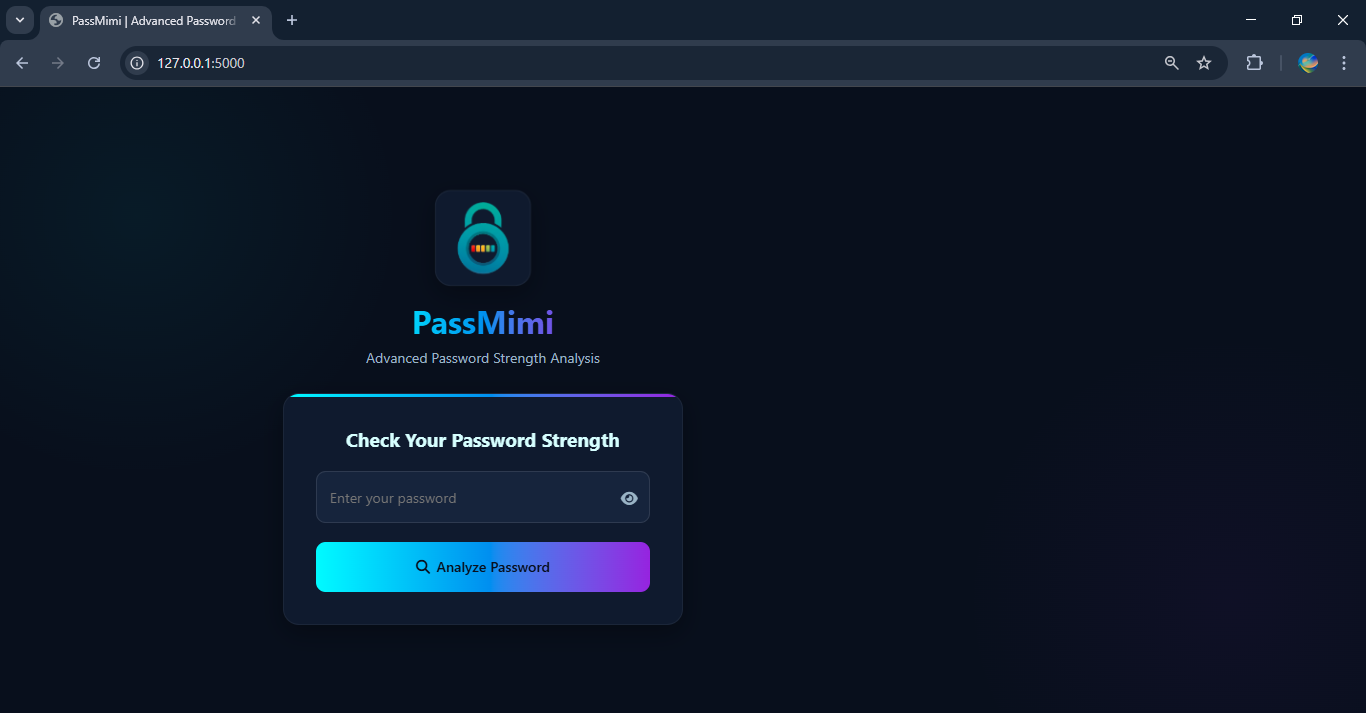 PassMimi | Advanced Password
127.0.0.1:5000
PassMimi
Advanced Password Strength Analysis
Check Your Password Strength
Enter your password
Analyze Password